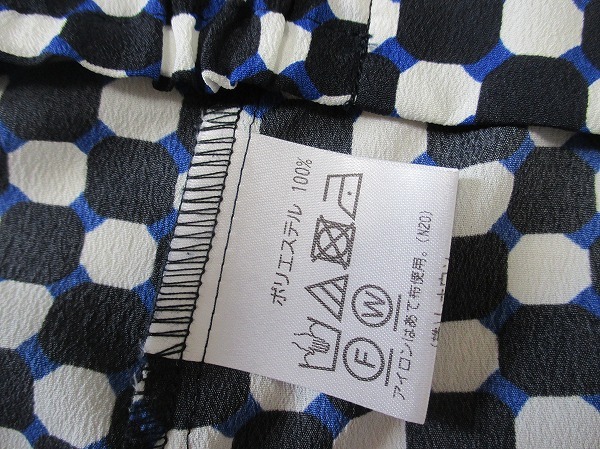 ポリエステル 100%
F W
アイロンはあて布使用。(N20)